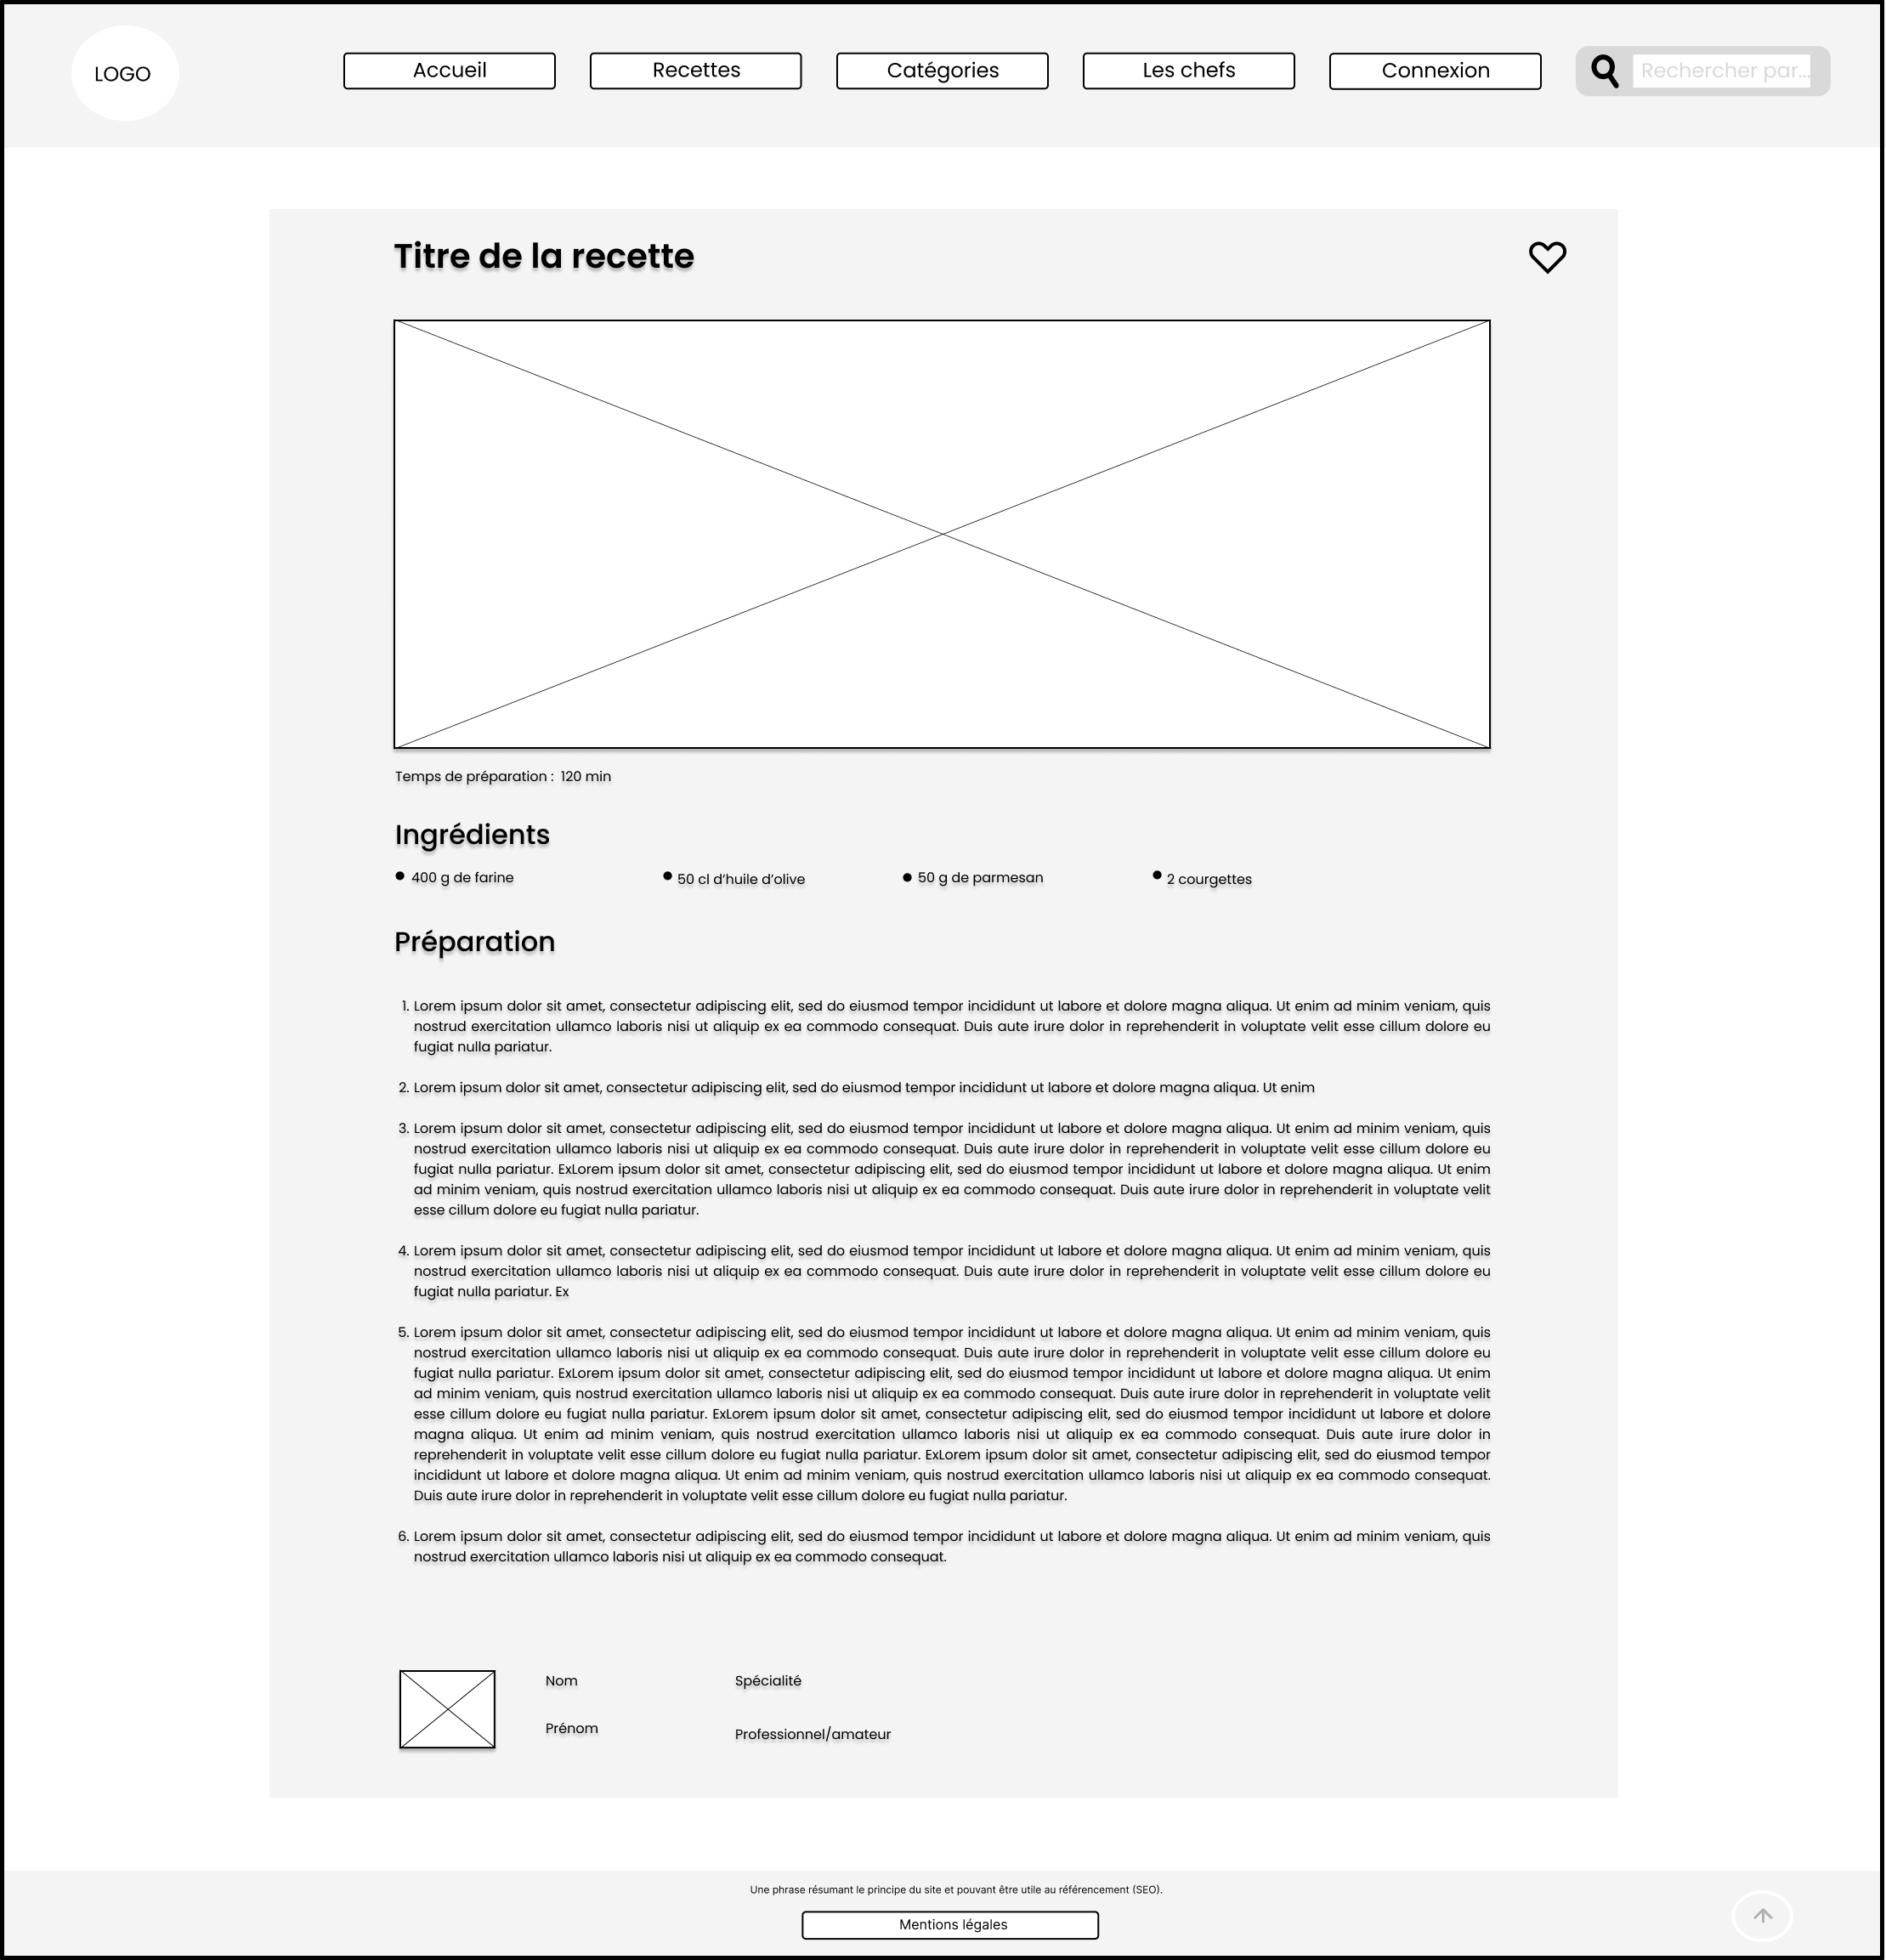 LOGO
Accueil
Recettes
Catégories
Les chefs
Connexion
Rechercher par...
Titre de la recette
Temps de préparation : 120 min
Ingrédients
400 g de farine
50 cl d’huile d’olive
50 g de parmesan
2 courgettes
Préparation
1. Lorem ipsum dolor sit amet, consectetur adipiscing elit, sed do eiusmod tempor incididunt ut labore et dolore magna aliqua. Ut enim ad minim veniam, quis
nostrud exercitation ullamco laboris nisi ut aliquip ex ea commodo consequat. Duis aute irure dolor in reprehenderit in voluptate velit esse cillum dolore eu
fugiat nulla pariatur.
2. Lorem ipsum dolor sit amet, consectetur adipiscing elit, sed do eiusmod tempor incididunt ut labore et dolore magna aliqua. Ut enim
3. Lorem ipsum dolor sit amet, consectetur adipiscing elit, sed do eiusmod tempor incididunt ut labore et dolore magna aliqua. Ut enim ad minim veniam, quis
nostrud exercitation ullamco laboris nisi ut aliquip ex ea commodo consequat. Duis aute irure dolor in reprehenderit in voluptate velit esse cillum dolore eu
fugiat nulla pariatur. ExLorem ipsum dolor sit amet, consectetur adipiscing elit, sed do eiusmod tempor incididunt ut labore et dolore magna aliqua. Ut enim
ad minim veniam, quis nostrud exercitation ullamco laboris nisi ut aliquip ex ea commodo consequat. Duis aute irure dolor in reprehenderit in voluptate velit
esse cillum dolore eu fugiat nulla pariatur.
4. Lorem ipsum dolor sit amet, consectetur adipiscing elit, sed do eiusmod tempor incididunt ut labore et dolore magna aliqua. Ut enim ad minim veniam, quis
nostrud exercitation ullamco laboris nisi ut aliquip ex ea commodo consequat. Duis aute irure dolor in reprehenderit in voluptate velit esse cillum dolore eu
fugiat nulla pariatur. Ex
5. Lorem ipsum dolor sit amet, consectetur adipiscing elit, sed do eiusmod tempor incididunt ut labore et dolore magna aliqua. Ut enim ad minim veniam, quis
nostrud exercitation ullamco laboris nisi ut aliquip ex ea commodo consequat. Duis aute irure dolor in reprehenderit in voluptate velit esse cillum dolore eu
fugiat nulla pariatur. ExLorem ipsum dolor sit amet, consectetur adipiscing elit, sed do eiusmod tempor incididunt ut labore et dolore magna aliqua. Ut enim
ad minim veniam, quis nostrud exercitation ullamco laboris nisi ut aliquip ex ea commodo consequat. Duis aute irure dolor in reprehenderit in voluptate velit
esse cillum dolore eu fugiat nulla pariatur. ExLorem ipsum dolor sit amet, consectetur adipiscing elit, sed do eiusmod tempor incididunt ut labore et dolore
magna aliqua. Ut enim ad minim veniam, quis nostrud exercitation ullamco laboris nisi ut aliquip ex ea commodo consequat. Duis aute irure dolor in
reprehenderit in voluptate velit esse cillum dolore eu fugiat nulla pariatur. ExLorem ipsum dolor sit amet, consectetur adipiscing elit, sed do eiusmod tempor
incididunt ut labore et dolore magna aliqua. Ut enim ad minim veniam, quis nostrud exercitation ullamco laboris nisi ut aliquip ex ea commodo consequat.
Duis aute irure dolor in reprehenderit in voluptate velit esse cillum dolore eu fugiat nulla pariatur.
6. Lorem ipsum dolor sit amet, consectetur adipiscing elit, sed do eiusmod tempor incididunt ut labore et dolore magna aliqua. Ut enim ad minim veniam, quis
nostrud exercitation ullamco laboris nisi ut aliquip ex ea commodo consequat.
Nom
Spécialité
Prénom
Professionnel/amateur
Une phrase résumant le principe du site et pouvant être utile au référencement (SEO).
Mentions légales